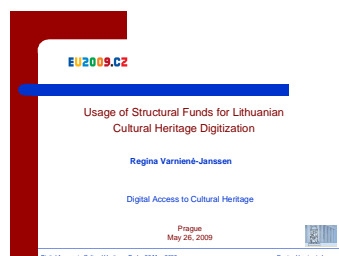 EU2009.CZ
Usage of Structural Funds for Lithuanian
Cultural Heritage Digitization
Regina Varnienė-Janssen
Digital Access to Cultural Heritage
Prague
May 26, 2009